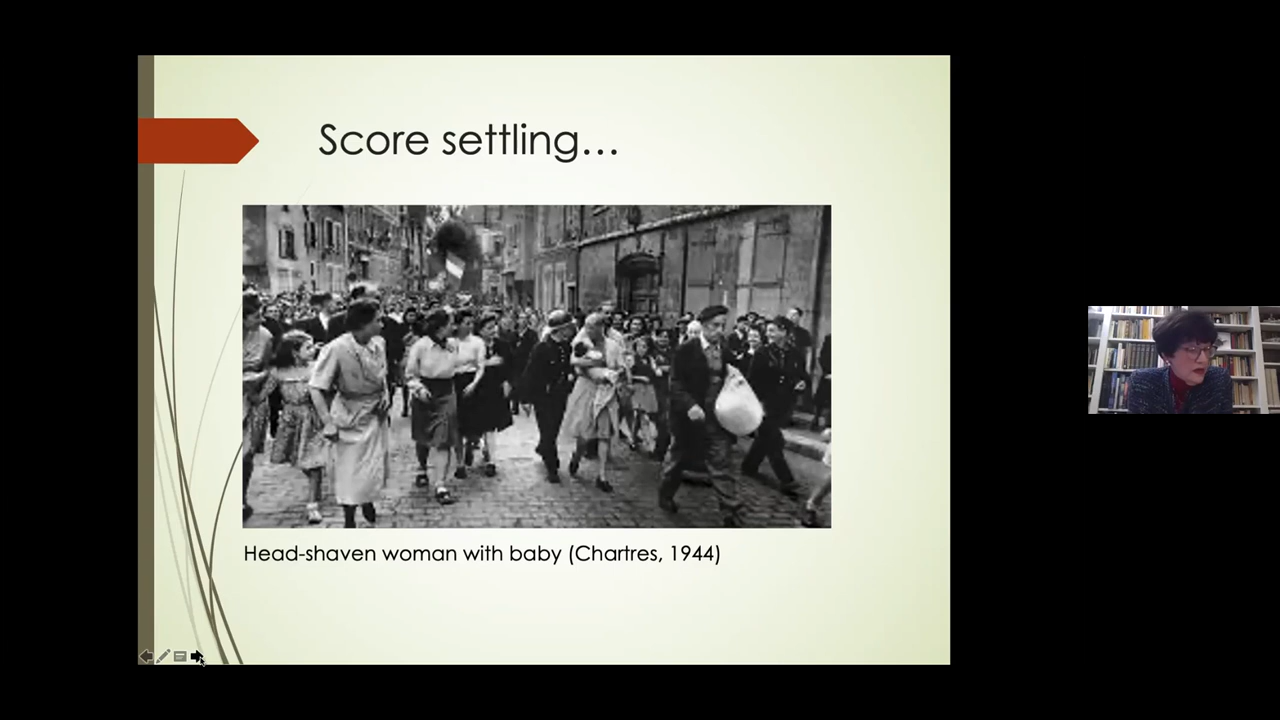 Score settling...
Head-shaven woman with baby (Chartres, 1944)